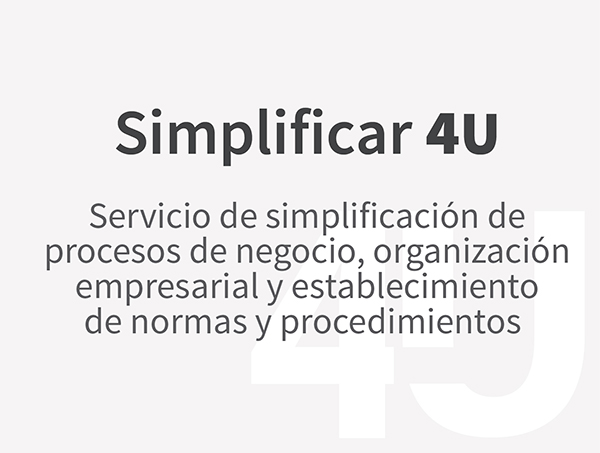 Simplificar 4U
Servicio de simplificación de
procesos de negocio, organización
empresarial y establecimiento
de normas y procedimientos
4U